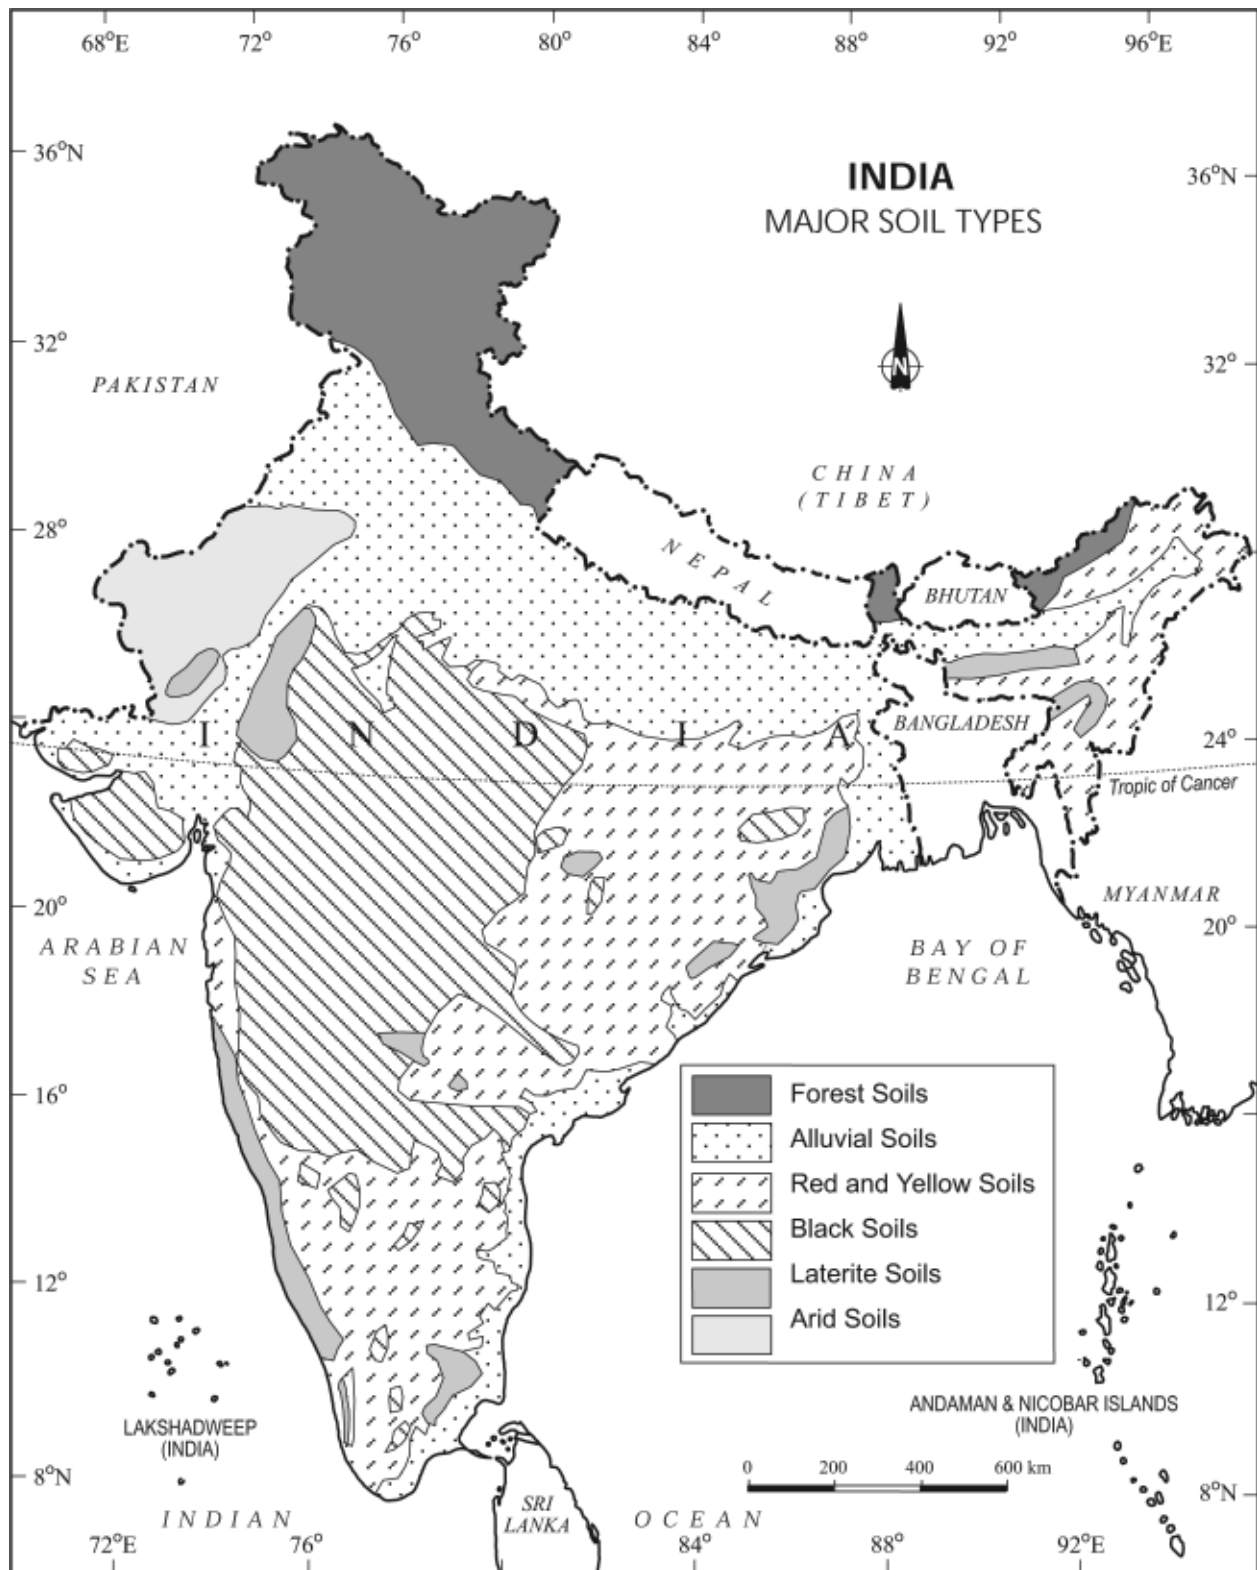 68°E 72° 76° 80° 84° 88° 92° 96°E
36°N
INDIA
MAJOR SOIL TYPES
36°N
N
32°
32°
PAKISTAN
CHINA
(TIBET)
28°
NEPAL
BHUTAN
INDIA
BANGLADESH
24°
Tropic of Cancer
20°
MYANMAR
20°
ARABIAN
SEA
BAY OF
BENGAL
16°
Forest Soils
Alluvial Soils
Red and Yellow Soils
Black Soils
Laterite Soils
Arid Soils
12°
12°
LAKSHADWEEP
(INDIA)
ANDAMAN & NICOBAR ISLANDS
(INDIA)
0 200 400 600 km
8°N
8°N
SRI
LANKA
INDIAN OCEAN
72°E 76° 84° 88° 92°E